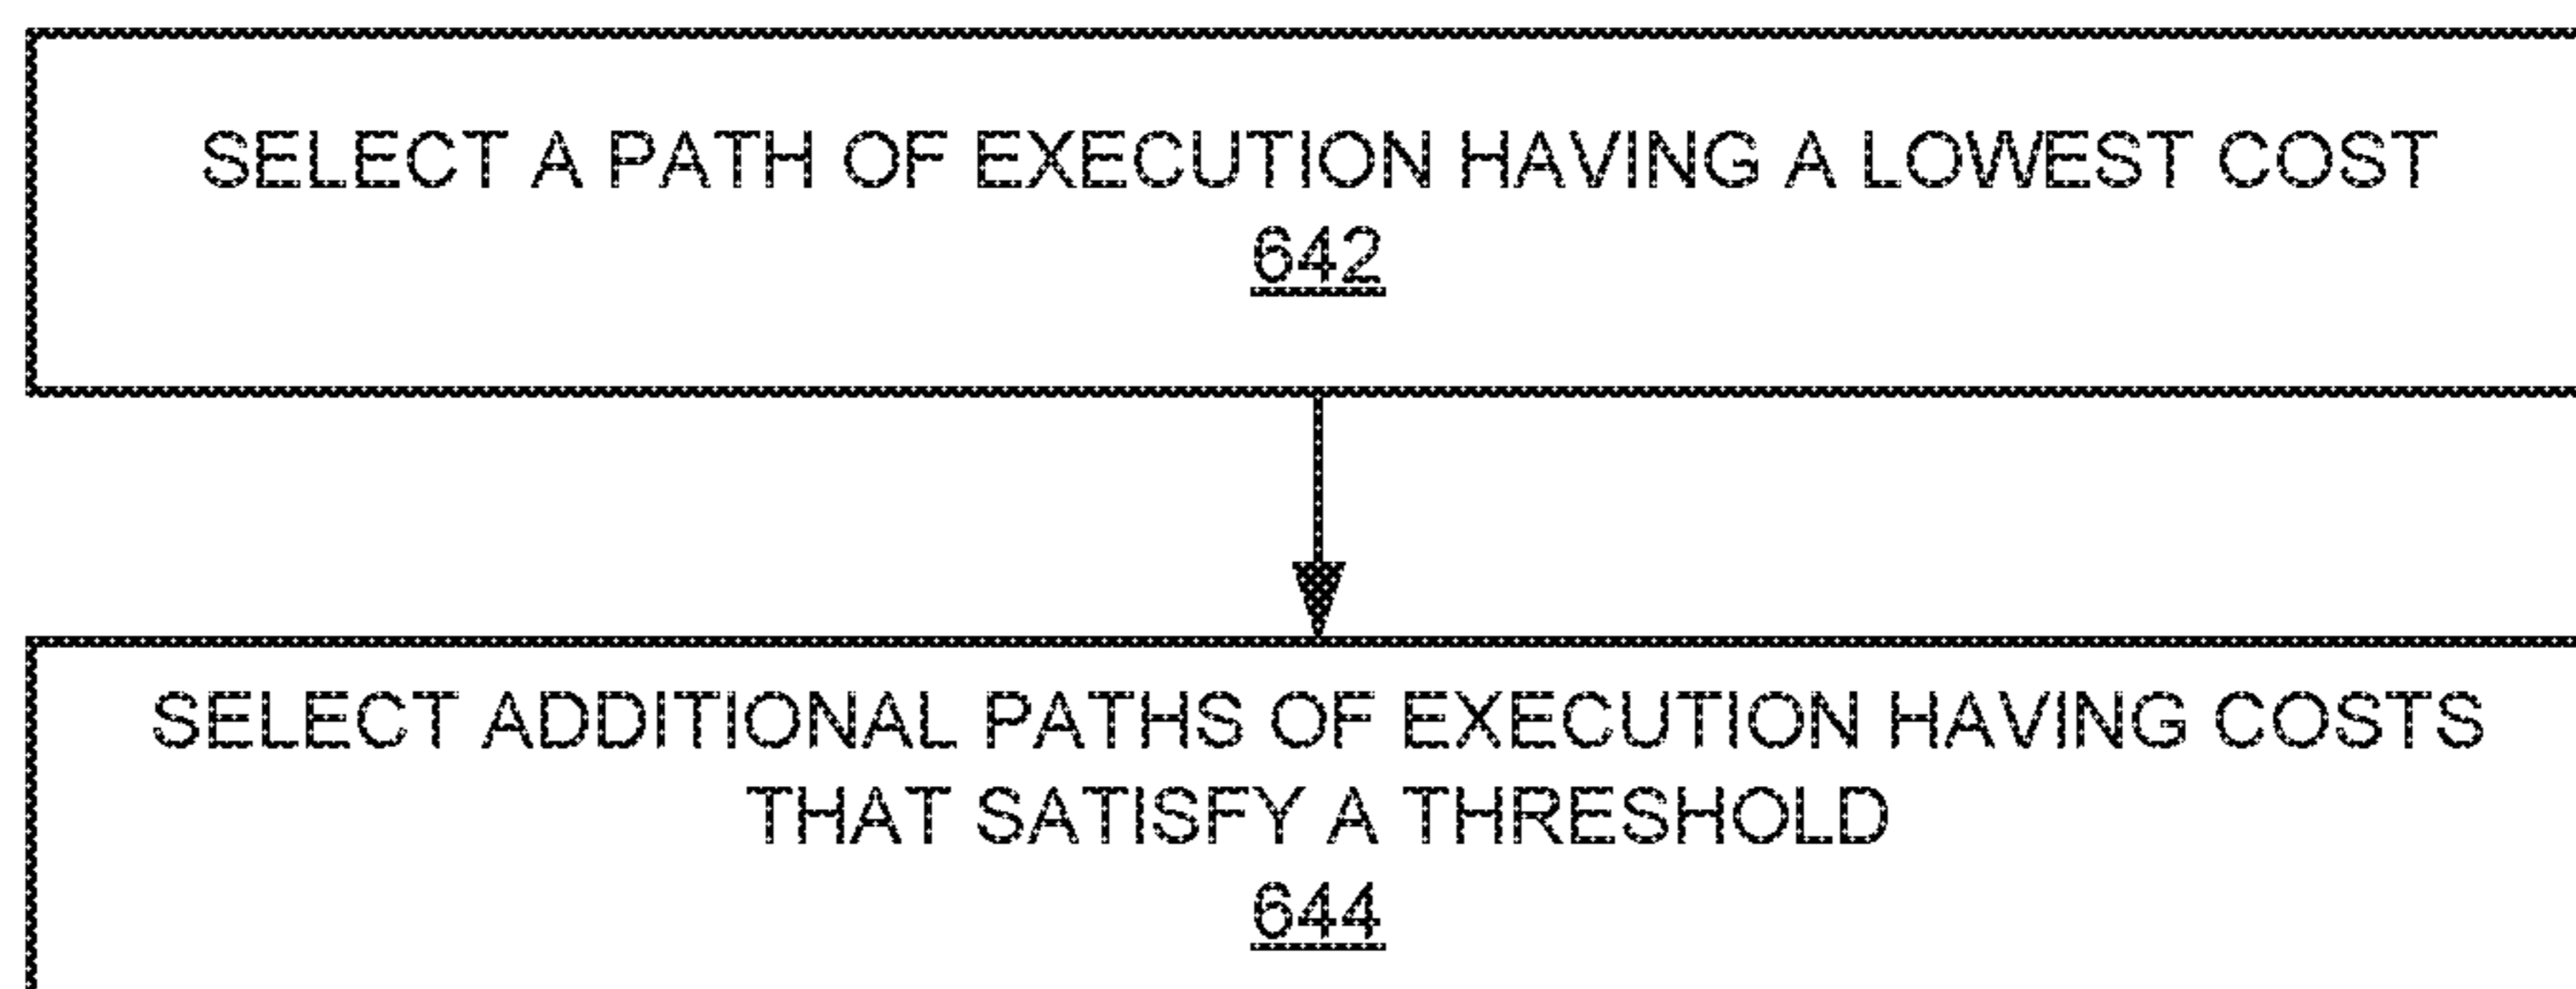 SELECT A PATH OF EXECUTION HAVING A LOWEST COST
642
SELECT ADDITIONAL PATHS OF EXECUTION HAVING COSTS
THAT SATISFY A THRESHOLD
644